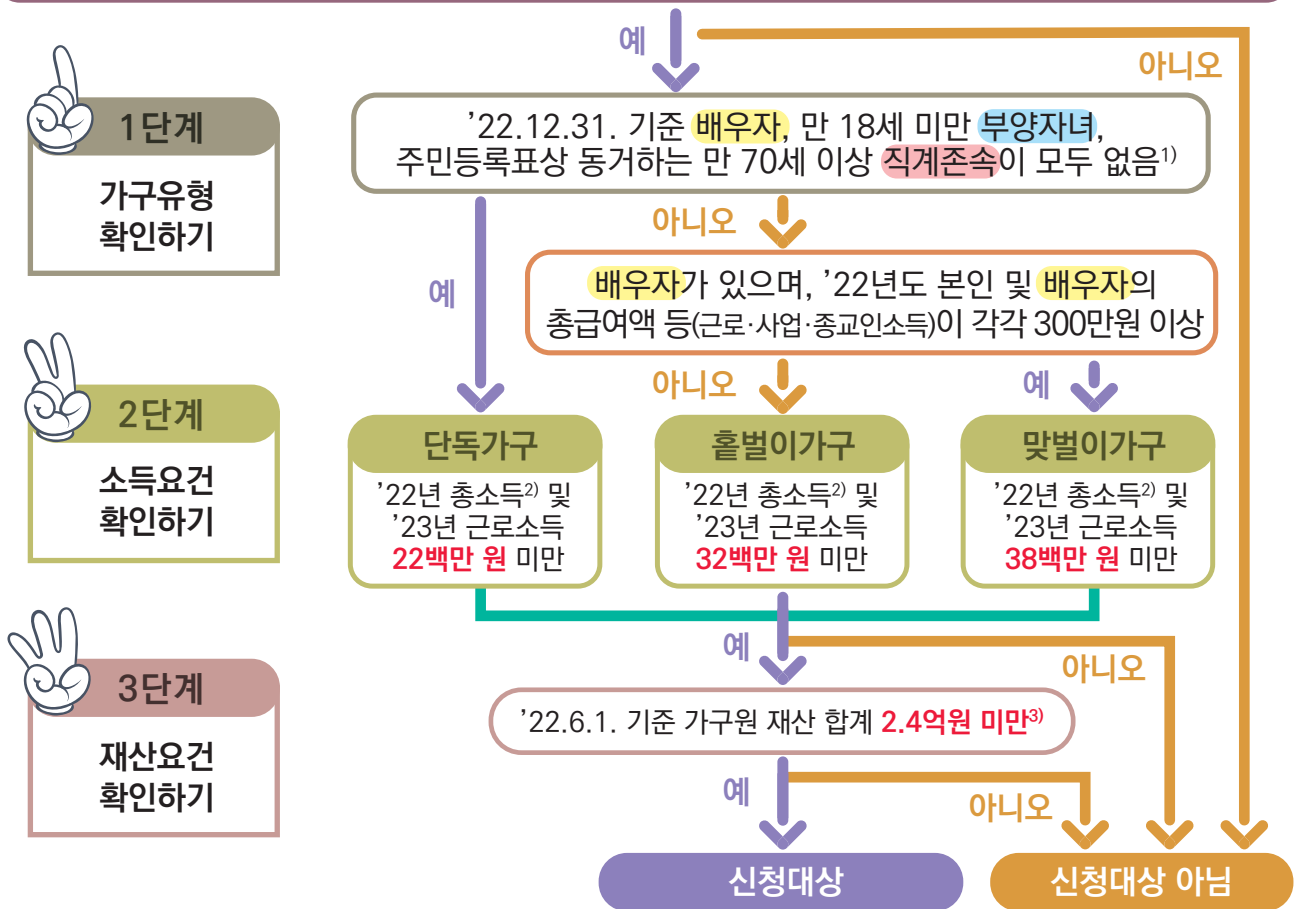 예
아니오
1단계
가구유형
확인하기
’22.12.31. 기준 배우자, 만 18세 미만 부양자녀,
주민등록표상 동거하는 만 70세 이상 직계존속이 모두 없음1)
예
아니오
배우자가 있으며, ’22년도 본인 및 배우자의
총급여액 등(근로·사업·종교인소득)이 각각 300만원 이상
아니오
예
2단계
소득요건
확인하기
단독가구
’22년 총소득2) 및
’23년 근로소득
22백만 원 미만
홑벌이가구
’22년 총소득2) 및
’23년 근로소득
32백만 원 미만
맞벌이가구
’22년 총소득2) 및
’23년 근로소득
38백만 원 미만
예
아니오
3단계
재산요건
확인하기
’22.6.1. 기준 가구원 재산 합계 2.4억원 미만3)
예
아니오
신청대상
신청대상 아님